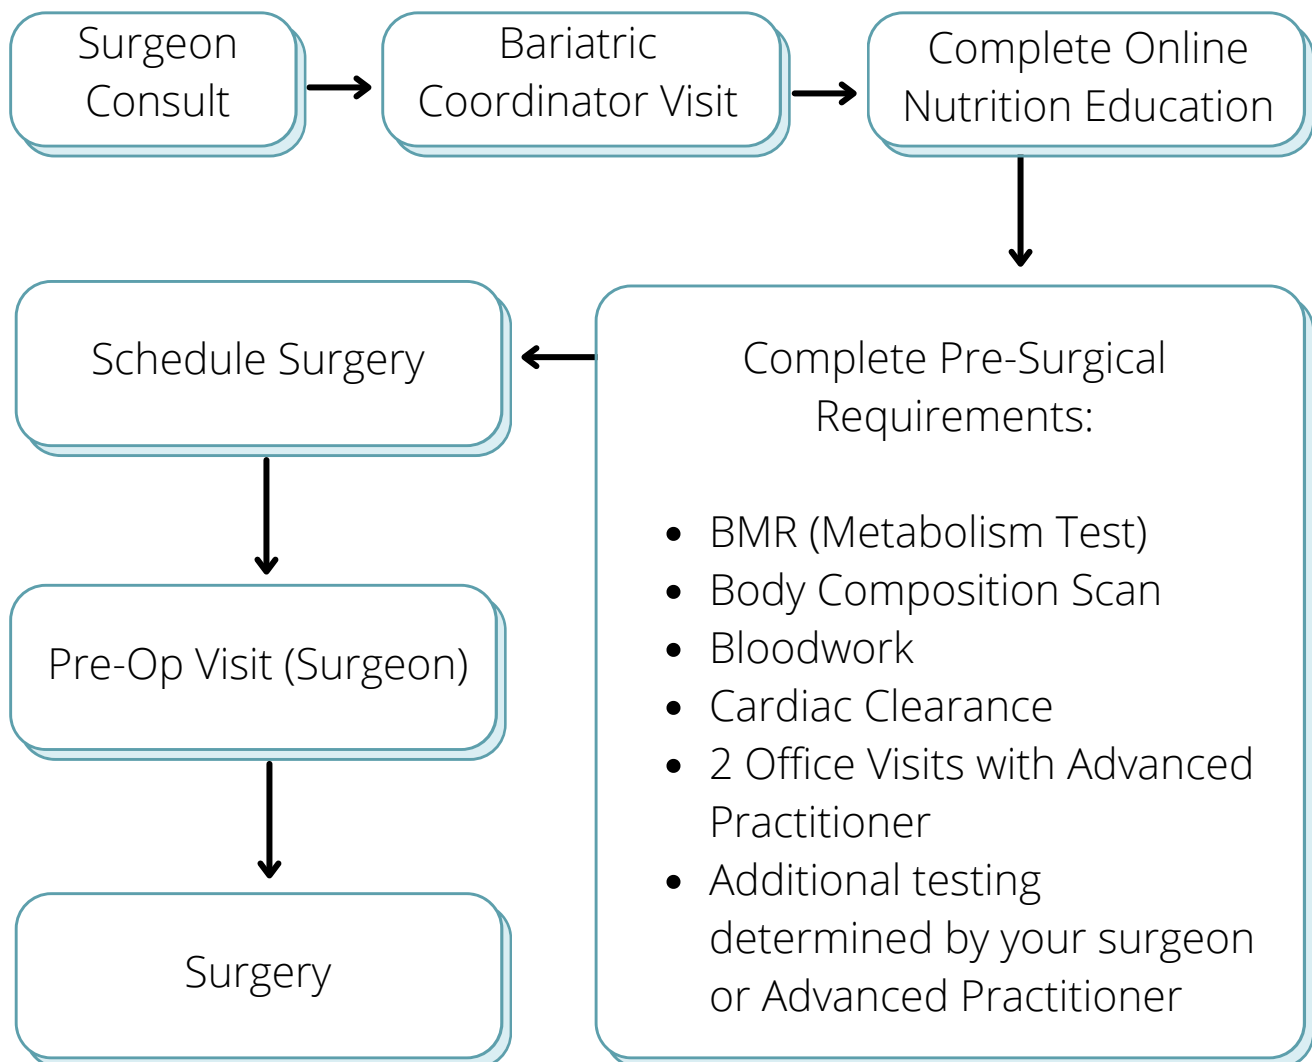 Surgeon
Consult
Bariatric
Coordinator Visit
Complete Online
Nutrition Education
Complete Pre-Surgical
Requirements:
• BMR (Metabolism Test)
• Body Composition Scan
• Bloodwork
• Cardiac Clearance
• 2 Office Visits with Advanced
Practitioner
• Additional testing
determined by your surgeon
or Advanced Practitioner
Schedule Surgery
Pre-Op Visit (Surgeon)
Surgery